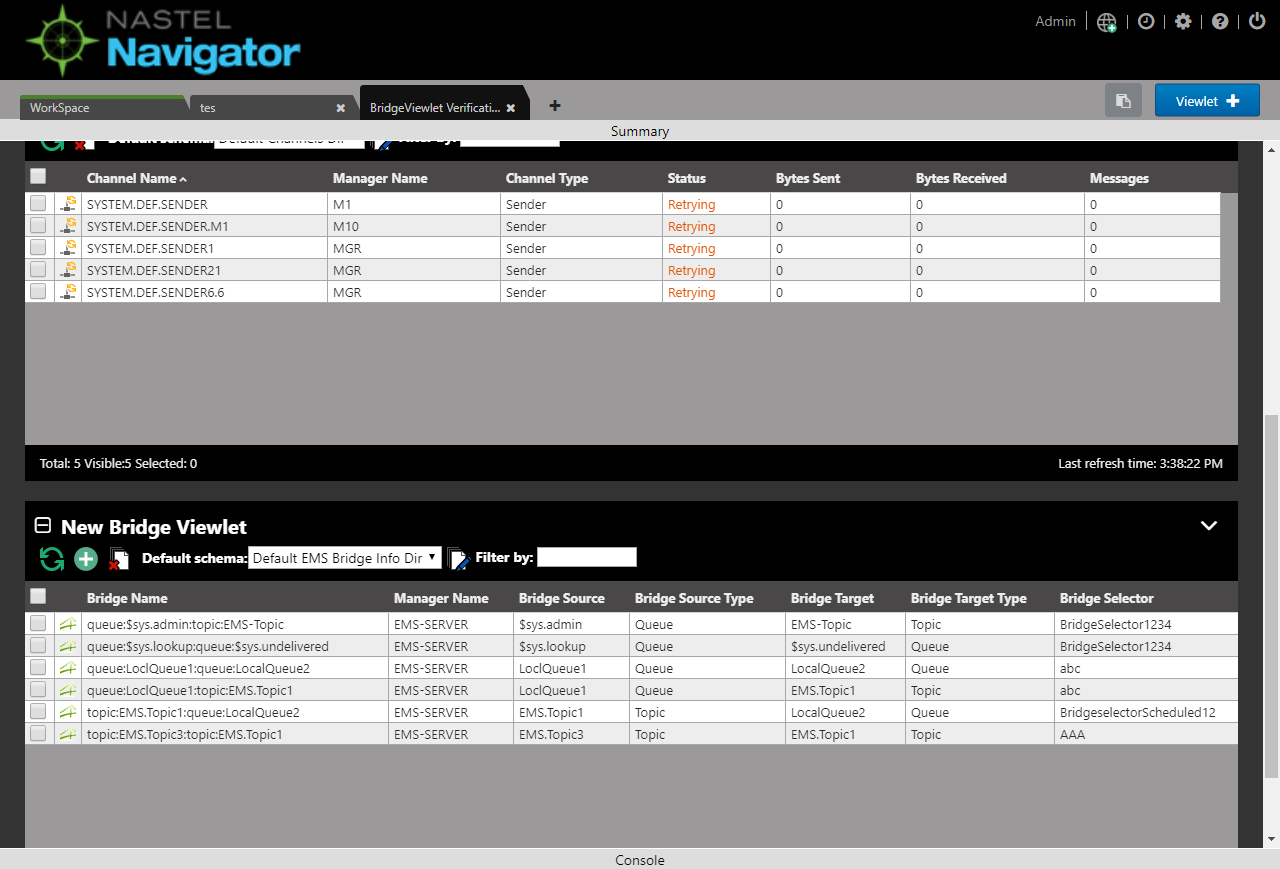 NASTEL
Navigator
Admin
WorkSpace
tes
BridgeViewlet Verificati...
Viewlet
Summary
Default schema: Default Channels Dir Filter by:
Channel Name Manager Name Channel Type Status Bytes Sent Bytes Received Messages
SYSTEM.DEF.SENDER M1 Sender Retrying 0 0 0
SYSTEM.DEF.SENDER.M1 M10 Sender Retrying 0 0 0
SYSTEM.DEF.SENDER1 MGR Sender Retrying 0 0 0
SYSTEM.DEF.SENDER21 MGR Sender Retrying 0 0 0
SYSTEM.DEF.SENDER6.6 MGR Sender Retrying 0 0 0
Total: 5 Visible:5 Selected: 0 Last refresh time: 3:38:22 PM
New Bridge Viewlet
Default schema: Default EMS Bridge Info Dir Filter by:
Bridge Name Manager Name Bridge Source Bridge Source Type Bridge Target Bridge Target Type Bridge Selector
queue:$sys.admin:topic:EMS-Topic EMS-SERVER $sys.admin Queue EMS-Topic Topic BridgeSelector1234
queue:$sys.lookup:queue:$sys.undelivered EMS-SERVER $sys.lookup Queue $sys.undelivered Queue BridgeSelector1234
queue:LoclQueue1:queue:LocalQueue2 EMS-SERVER LoclQueue1 Queue LocalQueue2 Queue abc
queue:LoclQueue1:topic:EMS.Topic1 EMS-SERVER LoclQueue1 Queue EMS.Topic1 Topic abc
topic:EMS.Topic1:queue:LocalQueue2 EMS-SERVER EMS.Topic1 Topic LocalQueue2 Queue BridgeselectorScheduled12
topic:EMS.Topic3:topic:EMS.Topic1 EMS-SERVER EMS.Topic3 Topic EMS.Topic1 Topic AAA
Console